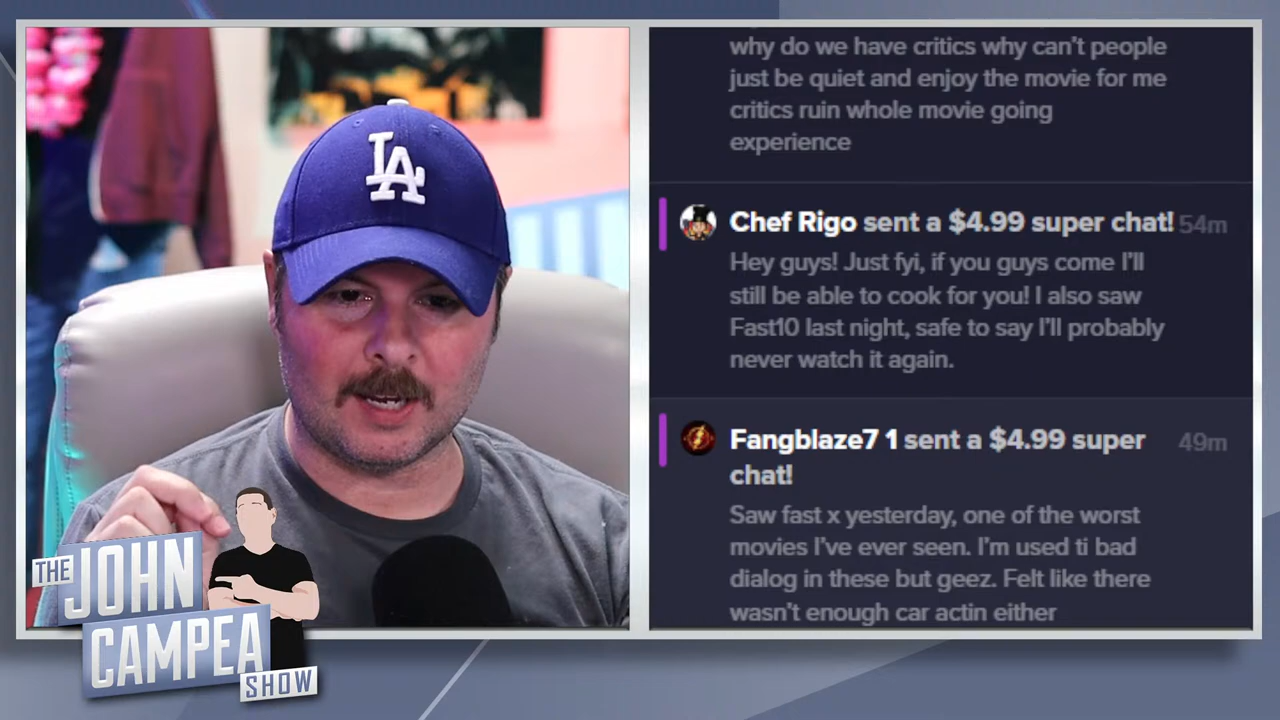 LA
why do we have critics why can't people
just be quiet and enjoy the movie for me
critics ruin whole movie going
experience
Chef Rigo sent a $4.99 super chat! 54m
Hey guys! Just fyi, if you guys come I'll
still be able to cook for you! I also saw
Fast10 last night, safe to say I'll probably
never watch it again.
Fangblaze7 1 sent a $4.99 super 49m
chat!
Saw fast x yesterday, one of the worst
movies I've ever seen. I'm used ti bad
dialog in these but geez. Felt like there
wasn't enough car actin either
THE JOHN
CAMPEA
SHOW